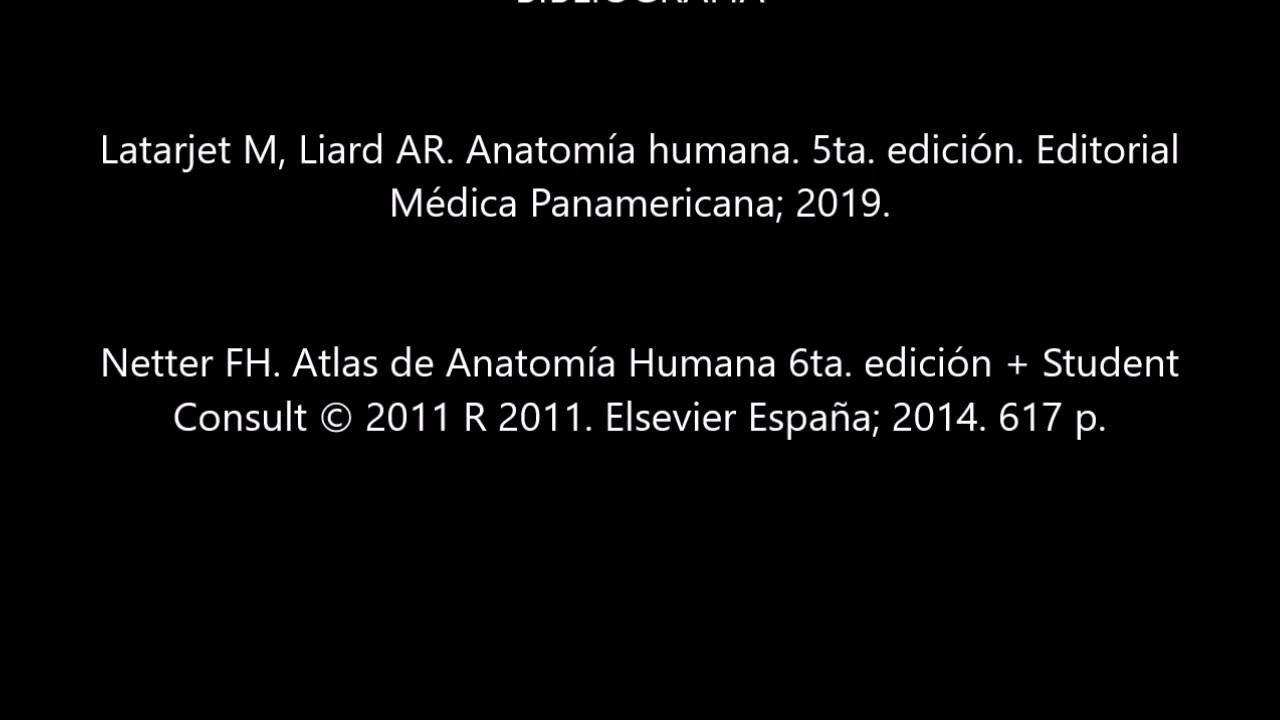 BIBLIOGRAFÍA
Latarjet M, Liard AR. Anatomía humana. 5ta. edición. Editorial
Médica Panamericana; 2019.
Netter FH. Atlas de Anatomía Humana 6ta. edición + Student
Consult © 2011 R 2011. Elsevier España; 2014. 617 p.